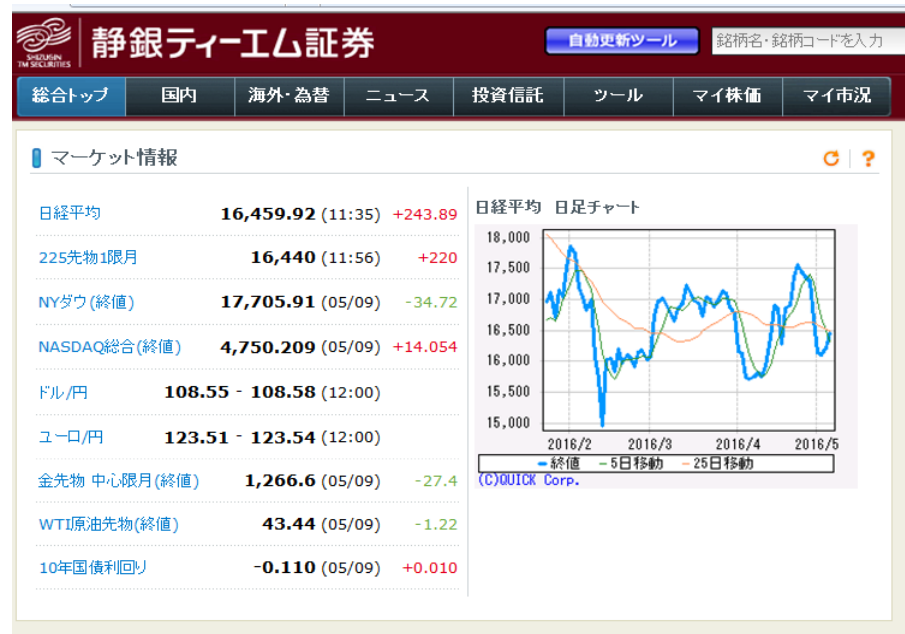 SHIZUGIN
TM SECURITIES
静銀ティーエム証券
自動更新ツール
銘柄名・銘柄コードを入力
総合トップ 国内 海外・為替 ニュース 投資信託 ツール マイ株価 マイ市況
マーケット情報
?
日経平均 16,459.92 (11:35) +243.89
225先物1限月 16,440 (11:56) +220
NYダウ(終値) 17,705.91 (05/09) -34.72
NASDAQ総合(終値) 4,750.209 (05/09) +14.054
ドル/円 108.55 - 108.58 (12:00)
ユーロ/円 123.51 - 123.54 (12:00)
金先物 中心限月(終値) 1,266.6 (05/09) -27.4
WTI原油先物(終値) 43.44 (05/09) -1.22
10年国債利回り -0.110 (05/09) +0.010
日経平均 日足チャート
18,000
17,500
17,000
16,500
16,000
15,500
15,000
2016/2 2016/3 2016/4 2016/5
終値 5日移動 25日移動
(C)QUICK Corp.